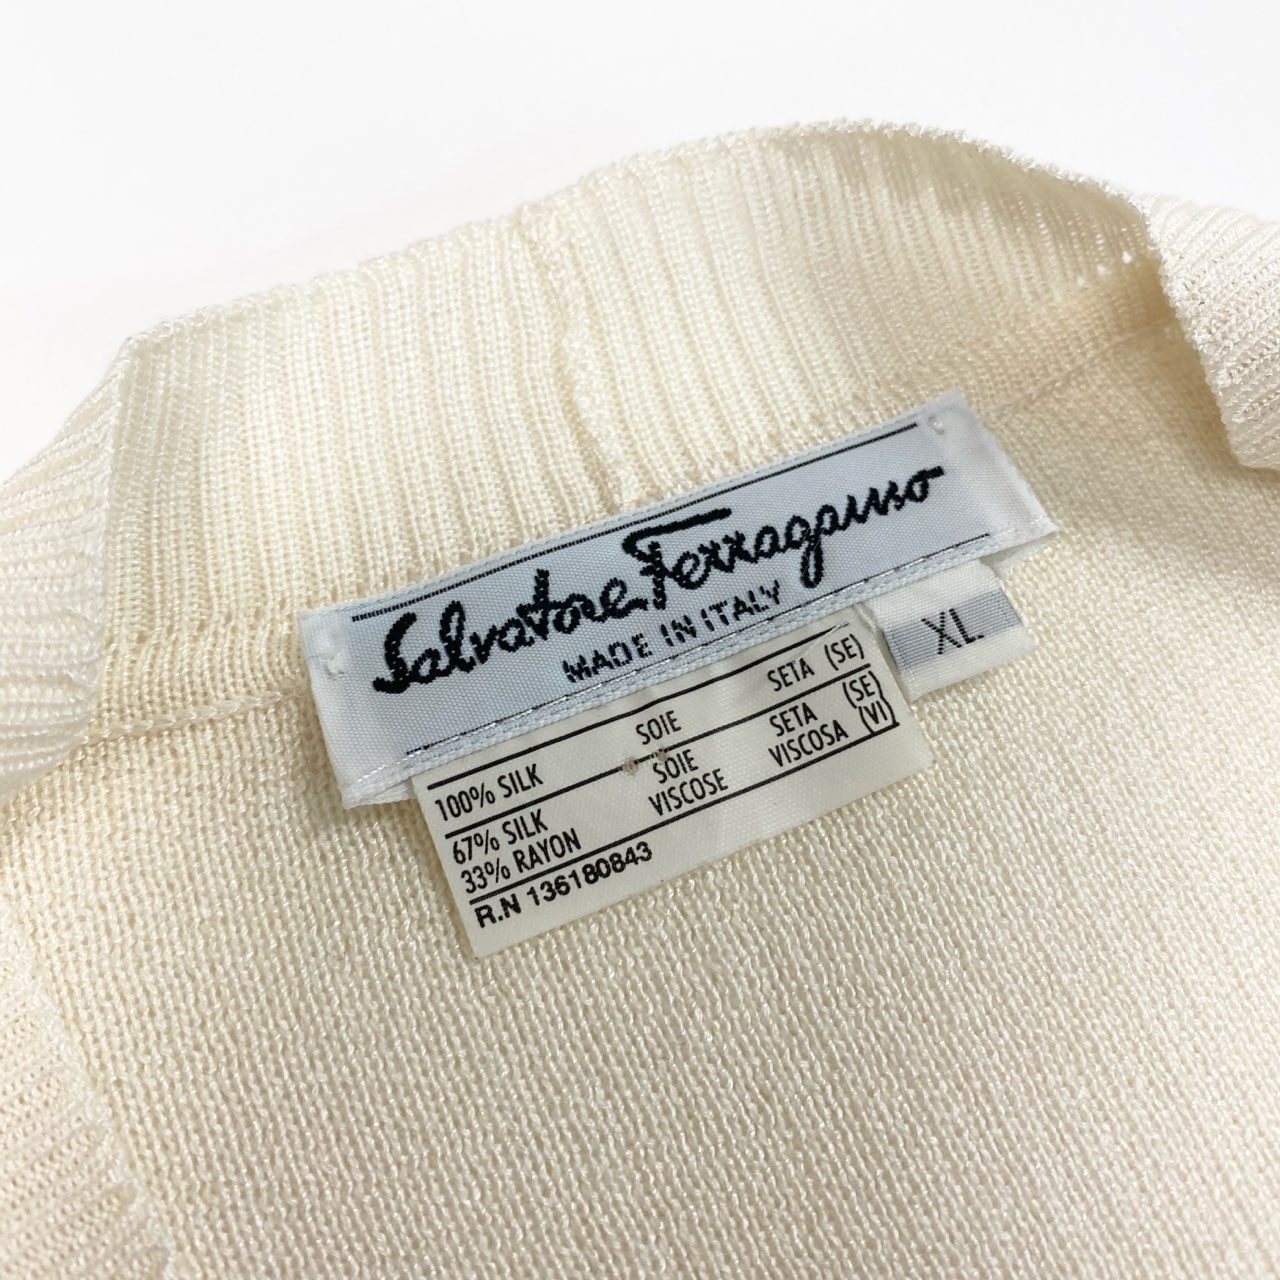 Salvatore Ferragamo
MADE IN ITALY
XL
100% SILK SOIE SETA (SE)
67% SILK SOIE SETA (SE)
33% RAYON VISCOSE VISCOSA (VI)
R.N 136180843